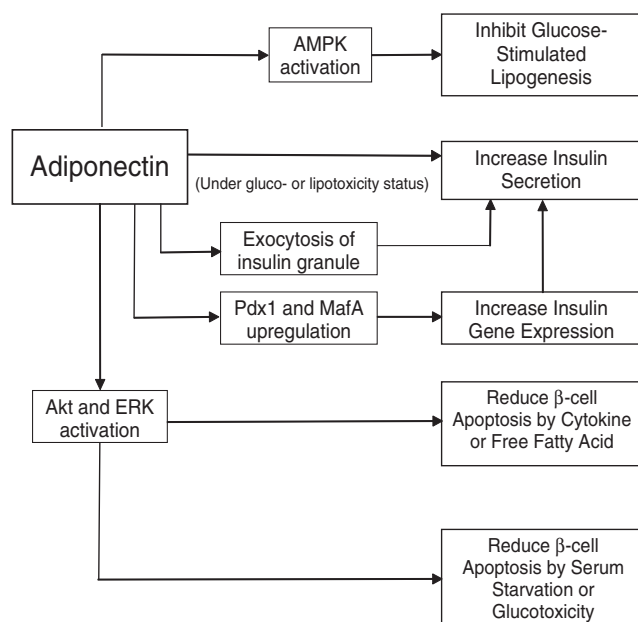 AMPK
activation
Inhibit Glucose-
Stimulated
Lipogenesis
Adiponectin
(Under gluco- or lipotoxicity status)
Increase Insulin
Secretion
Exocytosis of
insulin granule
Pdx1 and MafA
upregulation
Increase Insulin
Gene Expression
Akt and ERK
activation
Reduce β-cell
Apoptosis by Cytokine
or Free Fatty Acid
Reduce β-cell
Apoptosis by Serum
Starvation or
Glucotoxicity